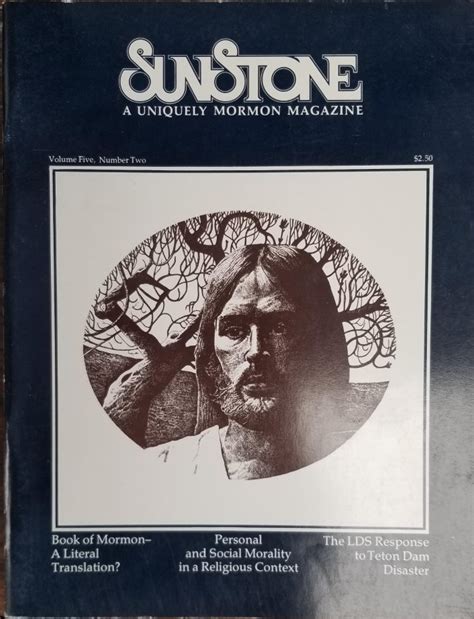 SUNSTONE
A UNIQUELY MORMON MAGAZINE
Volume Five, Number Two
$2.50
Book of Mormon–
A Literal
Translation?
Personal
and Social Morality
in a Religious Context
The LDS Response
to Teton Dam
Disaster